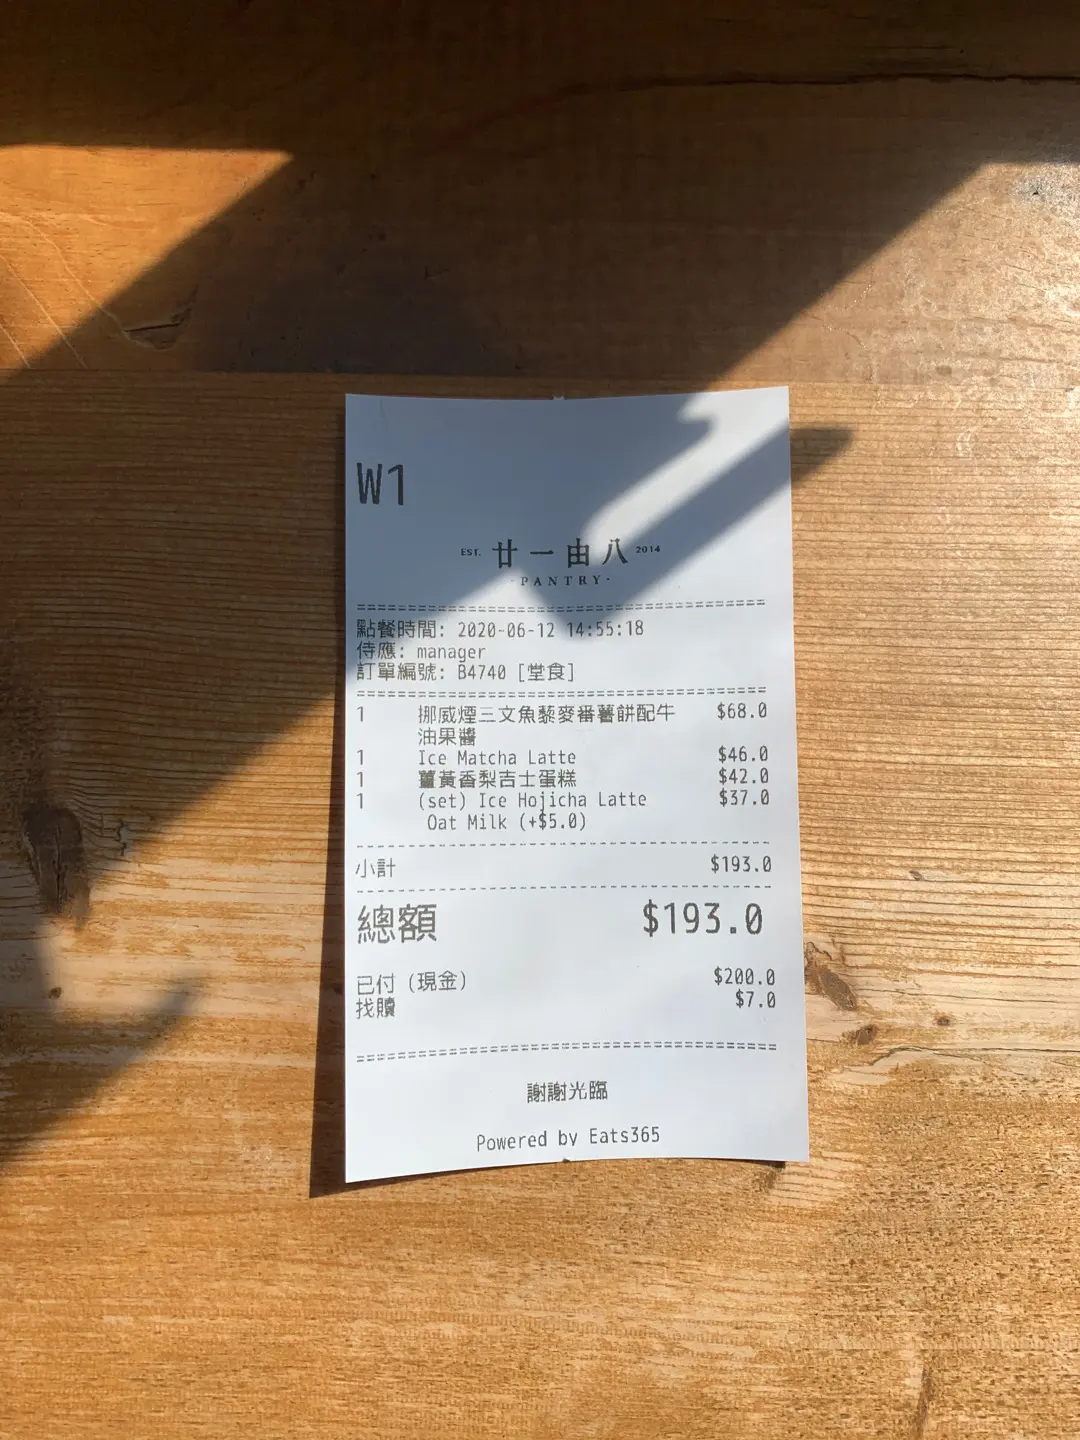 W1
EST. 廿一由八 2014
·PANTRY·
點餐時間: 2020-06-12 14:55:18
侍應: manager
訂單編號: B4740 [堂食]
1 挪威煙三文魚藜麥番薯餅配牛 $68.0
油果醬
1 Ice Matcha Latte $46.0
1 薑黃香梨吉士蛋糕 $42.0
1 (set) Ice Hojicha Latte $37.0
Oat Milk (+$5.0)
小計 $193.0
總額 $193.0
已付 (現金) $200.0
找贖 $7.0
謝謝光臨
Powered by Eats365